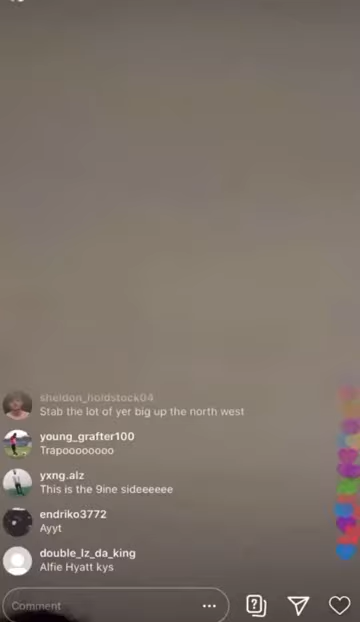 sheldon_holdstock04
Stab the lot of yer big up the north west
young_grafter100
Trapoooooooo
yxng.alz
This is the 9ine sideeeeee
endriko3772
Ayyt
double_lz_da_king
Alfie Hyatt kys
Comment